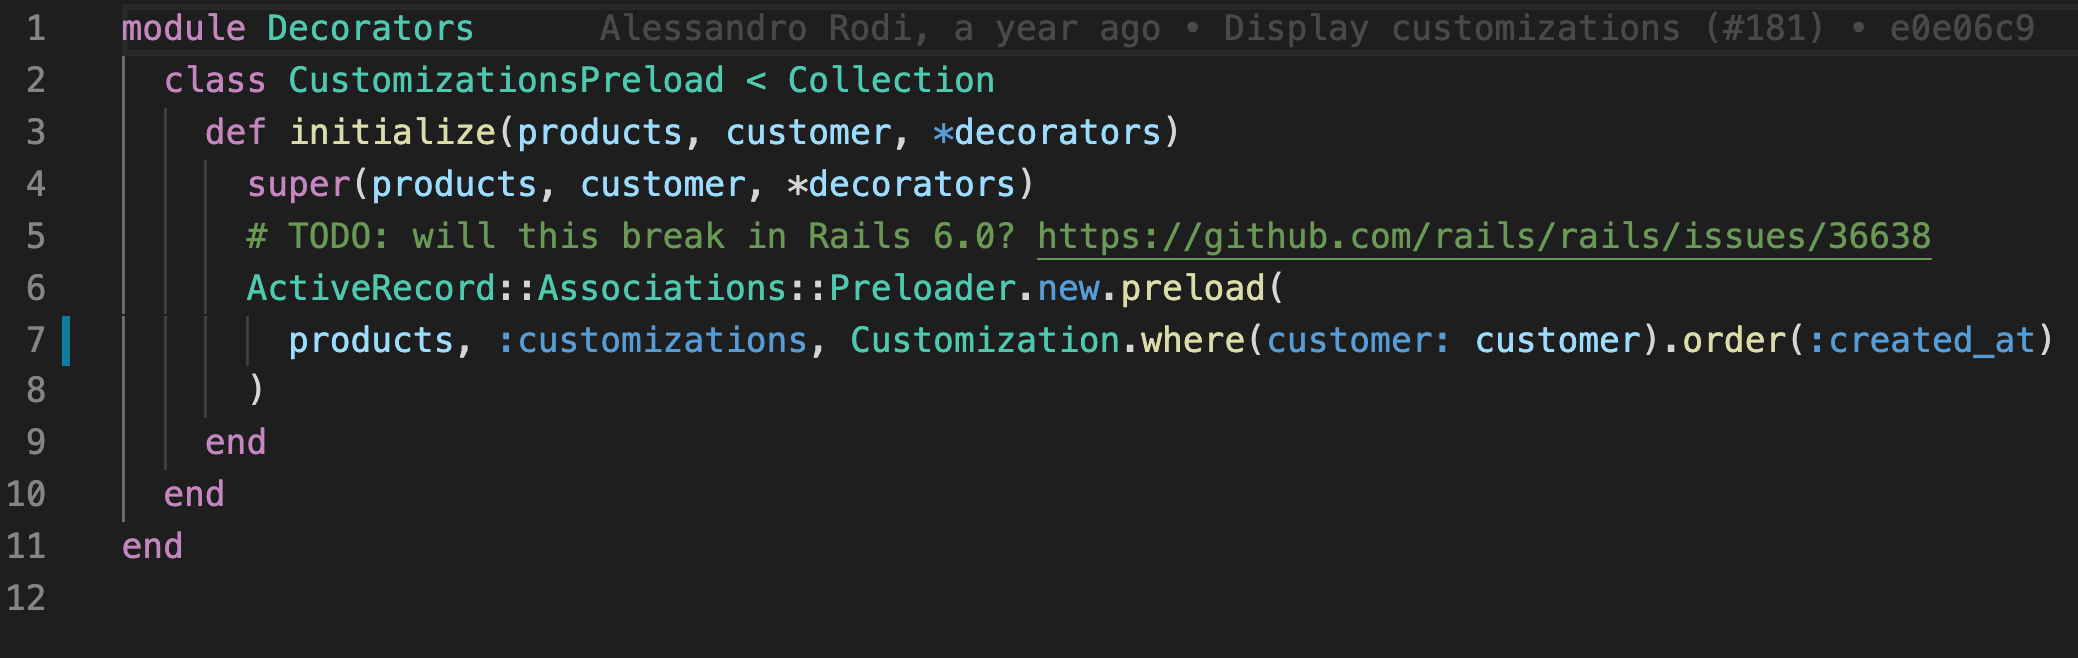 1 module Decorators Alessandro Rodi, a year ago • Display customizations (#181) • e0e06c9
2 class CustomizationsPreload < Collection
3 def initialize(products, customer, *decorators)
4 super(products, customer, *decorators)
5 # TODO: will this break in Rails 6.0? https://github.com/rails/rails/issues/36638
6 ActiveRecord::Associations::Preloader.new.preload(
7 products, :customizations, Customization.where(customer: customer).order(:created_at)
8 )
9 end
10 end
11 end
12